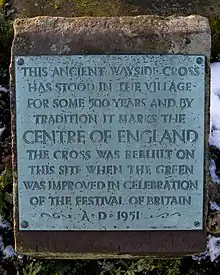 THIS ANCIENT WAYSIDE CROSS
HAS STOOD IN THE VILLAGE
FOR SOME 500 YEARS AND BY
TRADITION IT MARKS THE
CENTRE OF ENGLAND
THE CROSS WAS REBUILT ON
THIS SITE WHEN THE GREEN
WAS IMPROVED IN CELEBRATION
OF THE FESTIVAL OF BRITAIN
A·D·1951